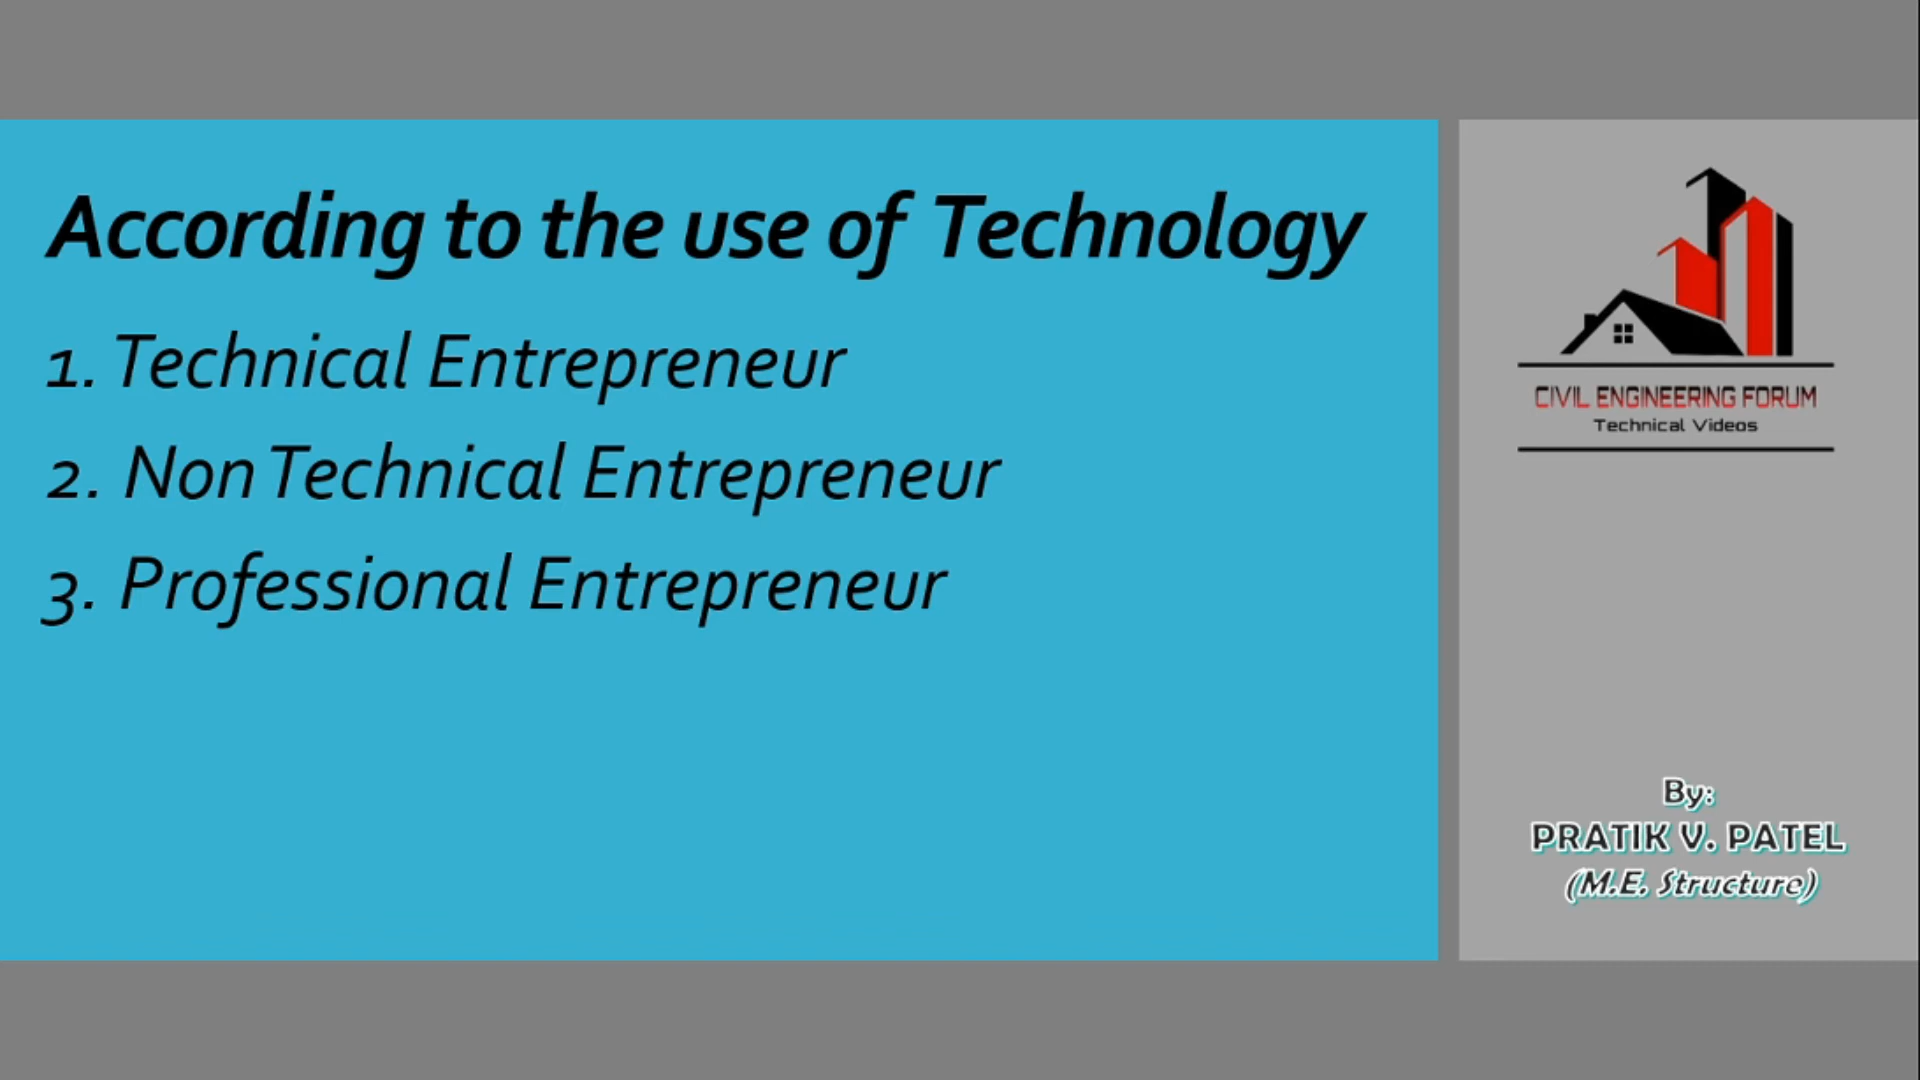 According to the use of Technology
1. Technical Entrepreneur
2. Non Technical Entrepreneur
3. Professional Entrepreneur
CIVIL ENGINEERING FORUM
Technical Videos
By:
PRATIK V. PATEL
(M.E. Structure)